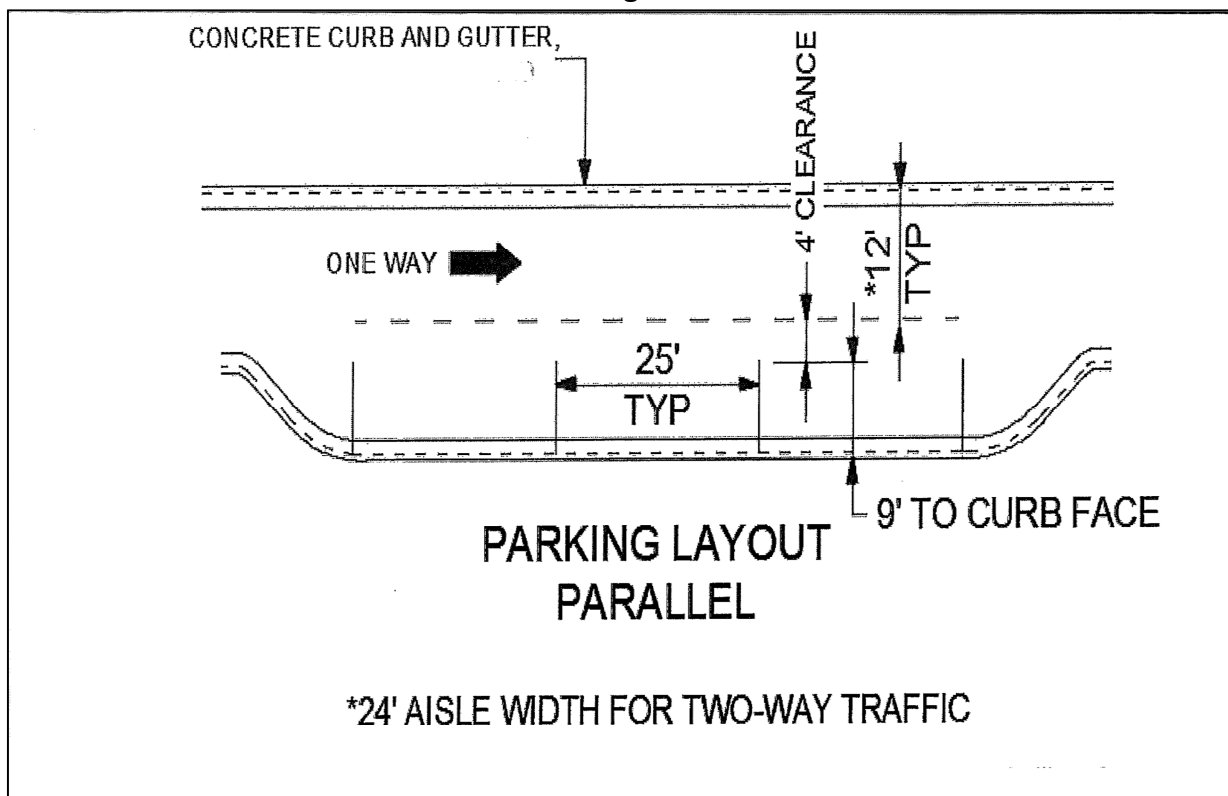 CONCRETE CURB AND GUTTER,
4' CLEARANCE
*12'
TYP
ONE WAY
25'
TYP
9' TO CURB FACE
PARKING LAYOUT
PARALLEL
*24' AISLE WIDTH FOR TWO-WAY TRAFFIC